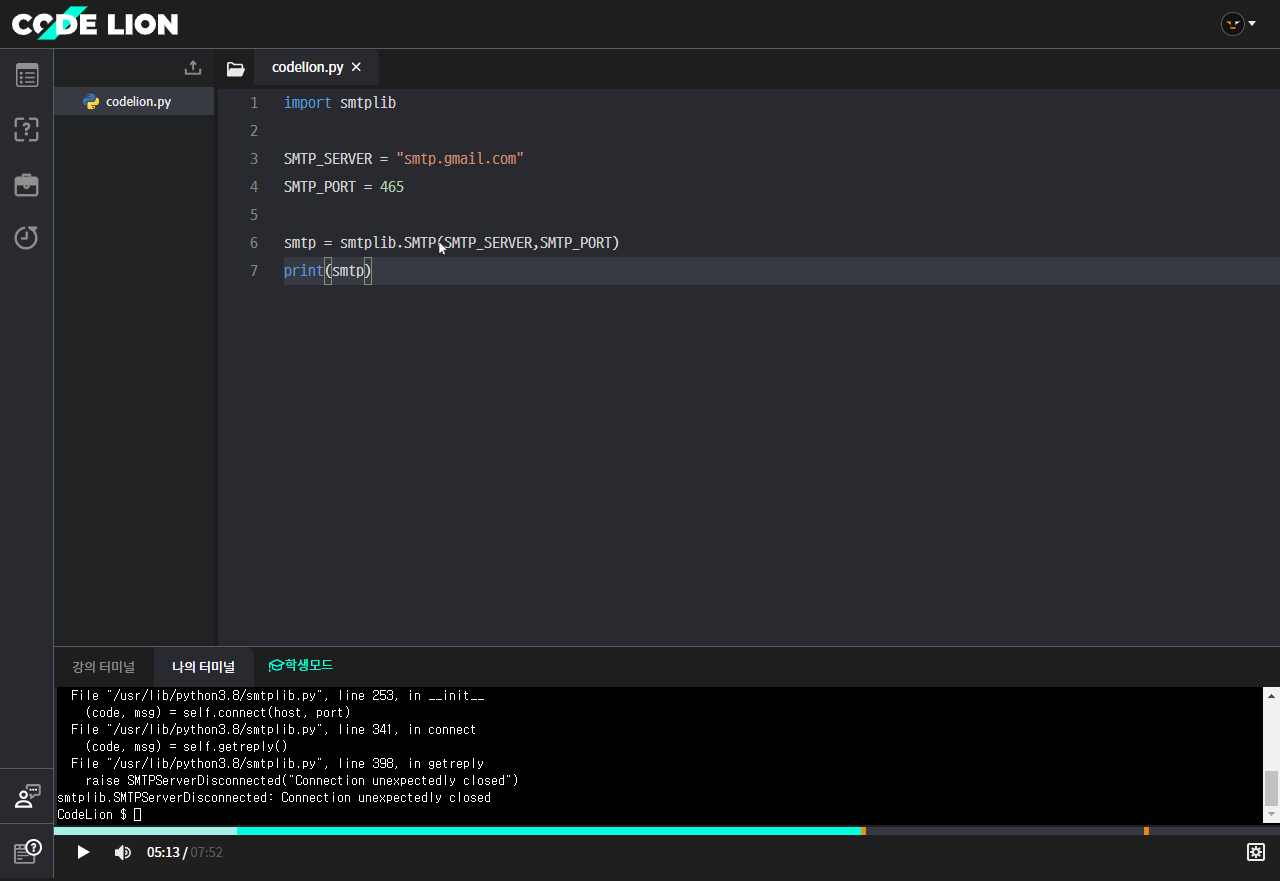 CODE LION
codelion.py
codelion.py ×
1 import smtplib
2
3 SMTP_SERVER = "smtp.gmail.com"
4 SMTP_PORT = 465
5
6 smtp = smtplib.SMTP(SMTP_SERVER,SMTP_PORT)
7 print(smtp)
강의 터미널 나의 터미널 학생모드
File "/usr/lib/python3.8/smtplib.py", line 253, in __init__
(code, msg) = self.connect(host, port)
File "/usr/lib/python3.8/smtplib.py", line 341, in connect
(code, msg) = self.getreply()
File "/usr/lib/python3.8/smtplib.py", line 398, in getreply
raise SMTPServerDisconnected("Connection unexpectedly closed")
smtplib.SMTPServerDisconnected: Connection unexpectedly closed
CodeLion $
05:13 / 07:52